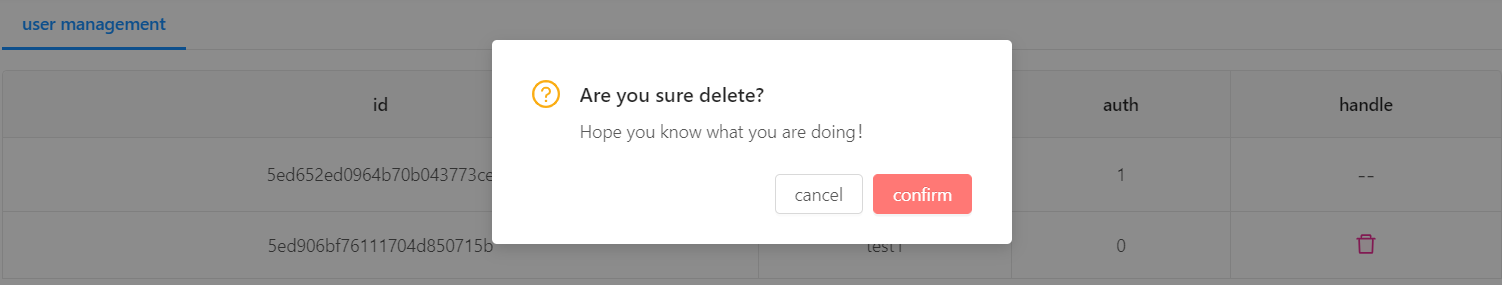 user management
id
auth
handle
Are you sure delete?
Hope you know what you are doing！
cancel
confirm
5ed652ed0964b70b043773ce
1
--
5ed906bf76111704d850715b
test1
0